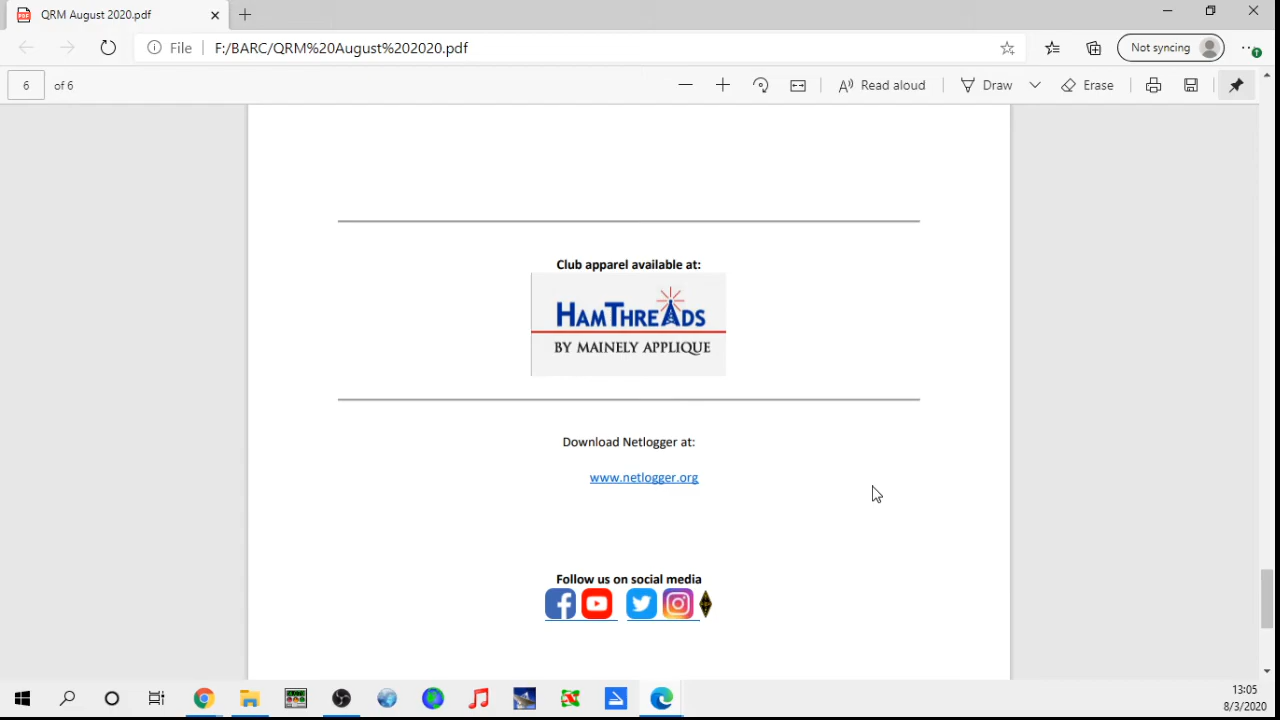 QRM August 2020.pdf
File F:/BARC/QRM%20August%202020.pdf
Not syncing
6 of 6
Read aloud
Draw
Erase
Club apparel available at:
HAMTHREADS
BY MAINELY APPLIQUE
Download Netlogger at:
www.netlogger.org
Follow us on social media
13:05
8/3/2020